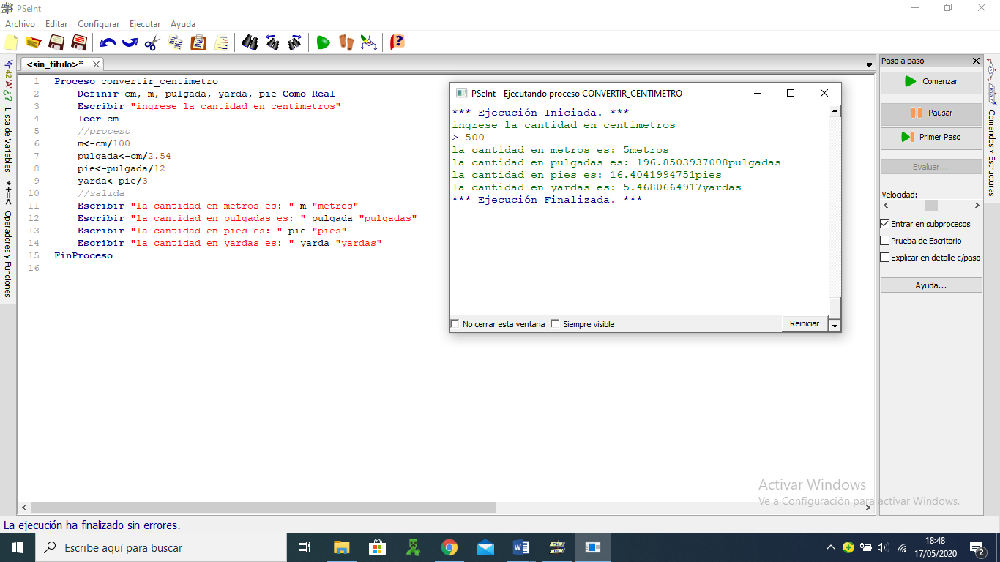 PSeInt
Archivo Editar Configurar Ejecutar Ayuda
<sin_titulo>*
1 Proceso convertir_centimetro
2 Definir cm, m, pulgada, yarda, pie Como Real
3 Escribir "ingrese la cantidad en centimetros"
4 leer cm
5 //proceso
6 m<-cm/100
7 pulgada<-cm/2.54
8 pie<-pulgada/12
9 yarda<-pie/3
10 //salida
11 Escribir "la cantidad en metros es: " m "metros"
12 Escribir "la cantidad en pulgadas es: " pulgada "pulgadas"
13 Escribir "la cantidad en pies es: " pie "pies"
14 Escribir "la cantidad en yardas es: " yarda "yardas"
15 FinProceso
16
Lista de Variables
Operadores y Funciones
PSeInt - Ejecutando proceso CONVERTIR_CENTIMETRO
*** Ejecución Iniciada. ***
ingrese la cantidad en centimetros
> 500
la cantidad en metros es: 5metros
la cantidad en pulgadas es: 196.8503937008pulgadas
la cantidad en pies es: 16.4041994751pies
la cantidad en yardas es: 5.4680664917yardas
*** Ejecución Finalizada. ***
No cerrar esta ventana Siempre visible Reiniciar
Paso a paso
Comenzar
Pausar
Primer Paso
Evaluar...
Velocidad:
Entrar en subprocesos
Prueba de Escritorio
Explicar en detalle c/paso
Ayuda...
Comandos y Estructuras
Activar Windows
Ve a Configuración para activar Windows.
La ejecución ha finalizado sin errores.
Escribe aquí para buscar
18:48
17/05/2020
2